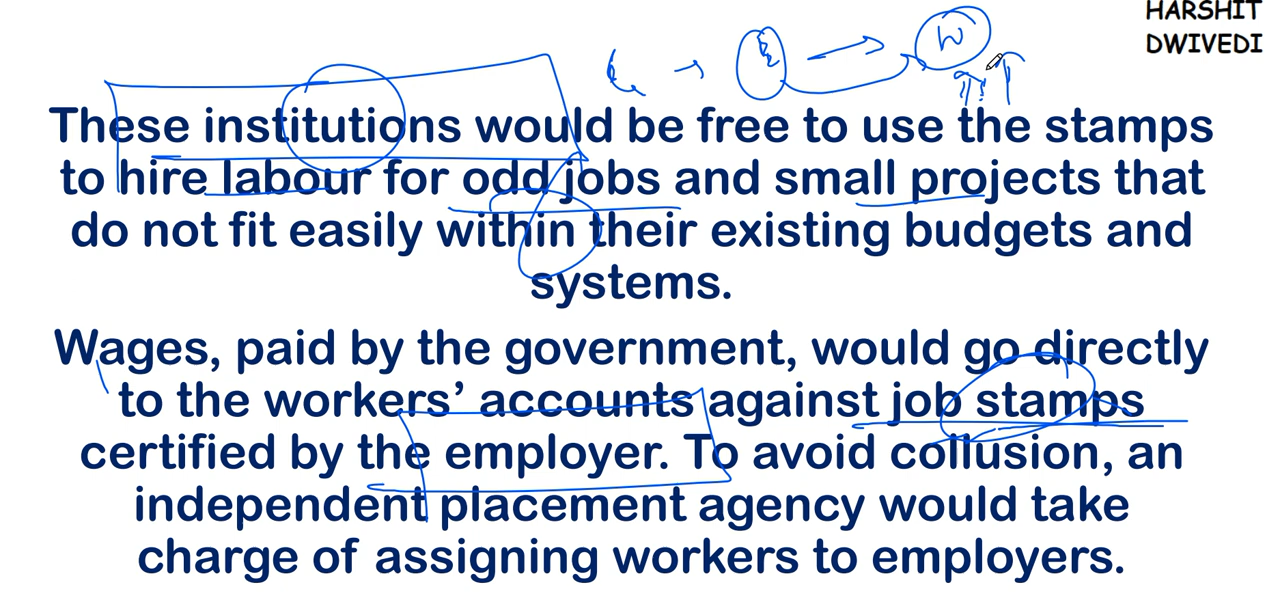 HARSHIT
DWIVEDI
These institutions would be free to use the stamps
to hire labour for odd jobs and small projects that
do not fit easily within their existing budgets and
systems.
Wages, paid by the government, would go directly
to the workers’ accounts against job stamps
certified by the employer. To avoid collusion, an
independent placement agency would take
charge of assigning workers to employers.